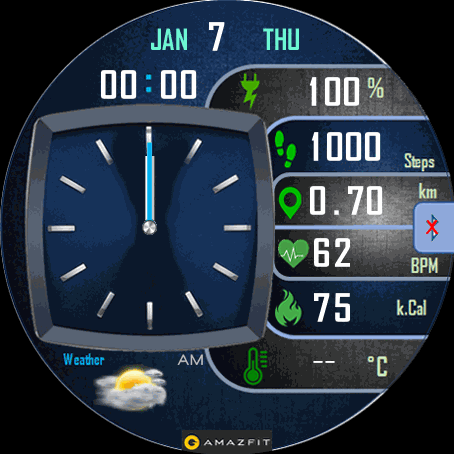 JAN 7 THU
00:00
100 %
1000 Steps
0.70 km
62 BPM
75 k.Cal
-- °C
Weather AM
AMAZFIT